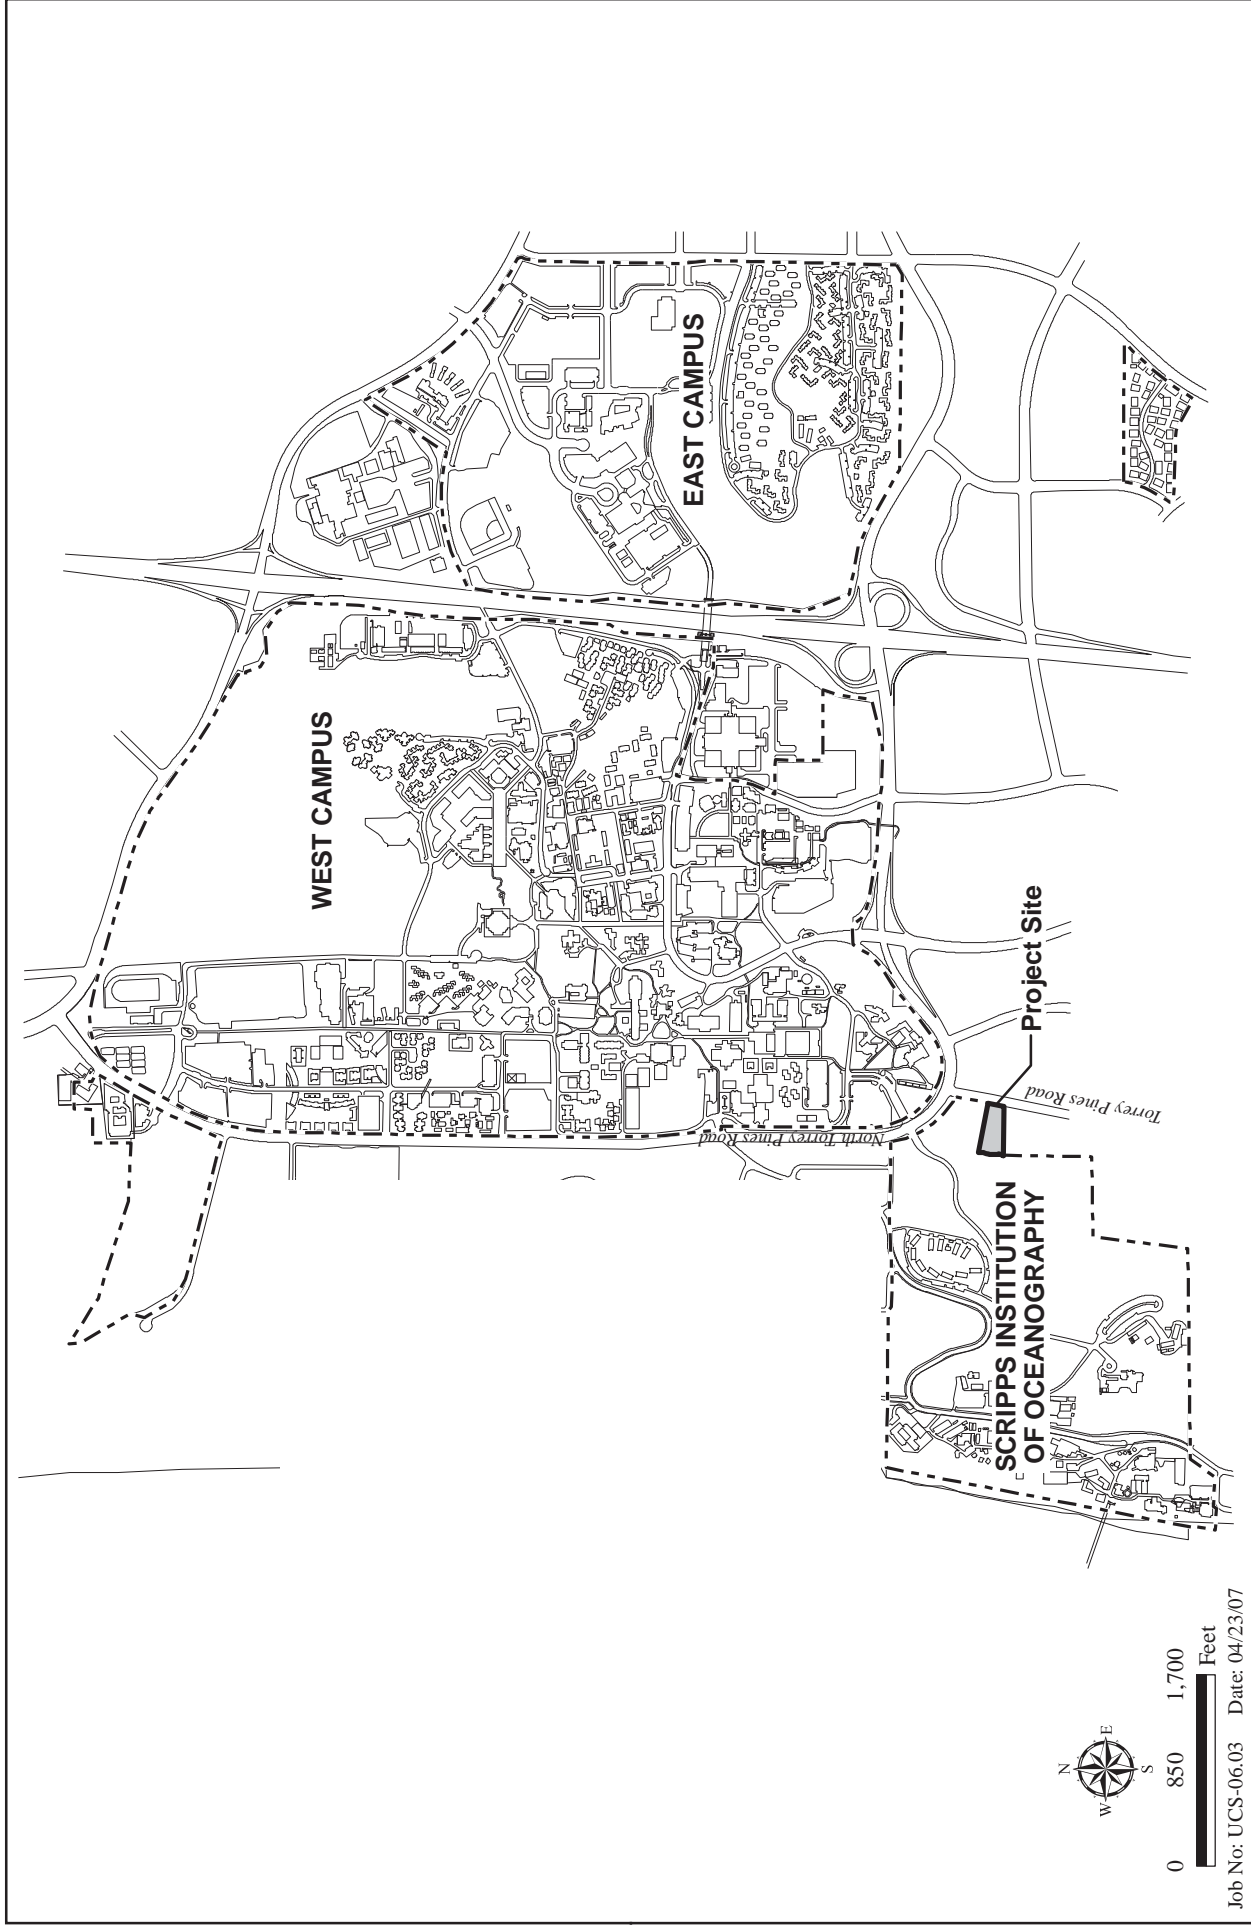 WEST CAMPUS
EAST CAMPUS
North Torrey Pines Road
Project Site
Torrey Pines Road
SCRIPPS INSTITUTION
OF OCEANOGRAPHY
N
W
E
S
0 850 1,700
Feet
Job No: UCS-06.03 Date: 04/23/07